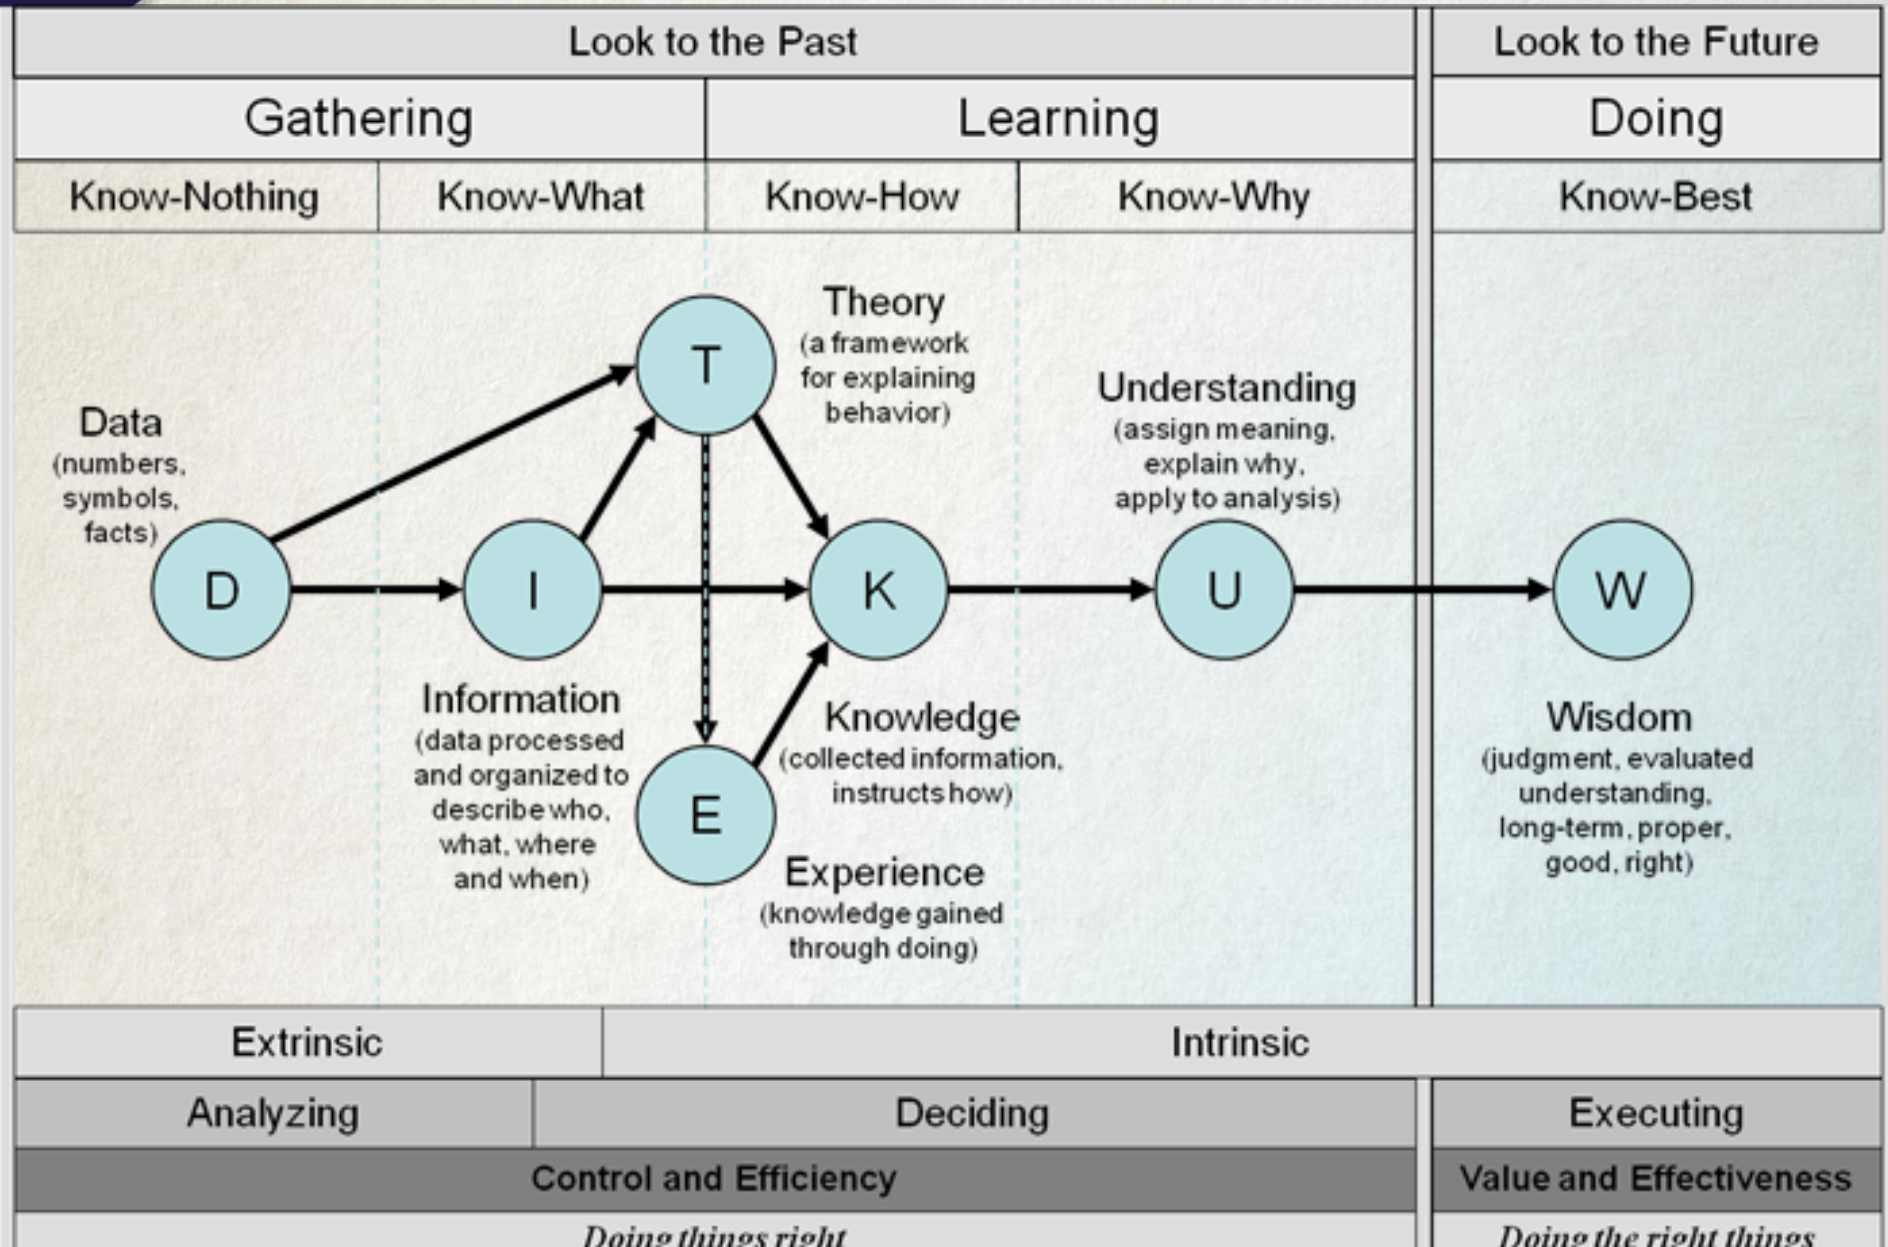 Look to the Past
Look to the Future
Gathering
Learning
Doing
Know-Nothing
Know-What
Know-How
Know-Why
Know-Best
Theory
(a framework
for explaining
behavior)
T
Understanding
(assign meaning,
explain why,
apply to analysis)
Data
(numbers,
symbols,
facts)
D
I
K
U
W
Information
(data processed
and organized to
describe who,
what, where
and when)
Knowledge
(collected information,
instructs how)
Wisdom
(judgment, evaluated
understanding,
long-term, proper,
good, right)
E
Experience
(knowledge gained
through doing)
Extrinsic
Intrinsic
Analyzing
Deciding
Executing
Control and Efficiency
Value and Effectiveness
Doing things right
Doing the right things